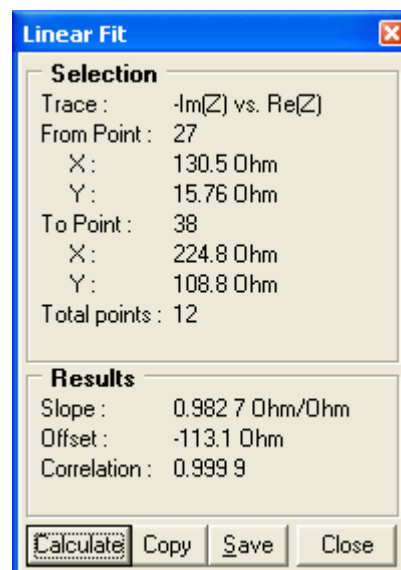 Linear Fit
Selection
Trace : -Im(Z) vs. Re(Z)
From Point : 27
X : 130.5 Ohm
Y : 15.76 Ohm
To Point : 38
X : 224.8 Ohm
Y : 108.8 Ohm
Total points : 12
Results
Slope : 0.982 7 Ohm/Ohm
Offset : -113.1 Ohm
Correlation : 0.999 9
Calculate Copy Save Close